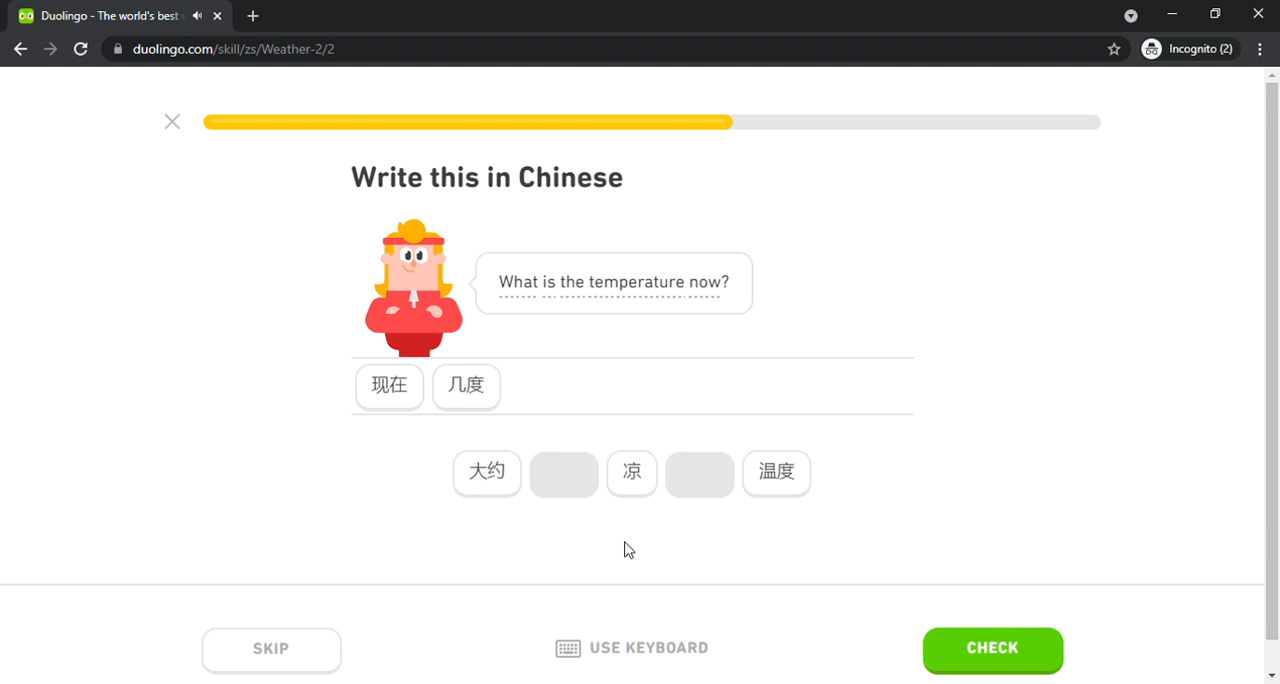 Duolingo - The world's best
duolingo.com/skill/zs/Weather-2/2
Incognito (2)
Write this in Chinese
What is the temperature now?
现在 几度
大约 凉 温度
SKIP
USE KEYBOARD
CHECK